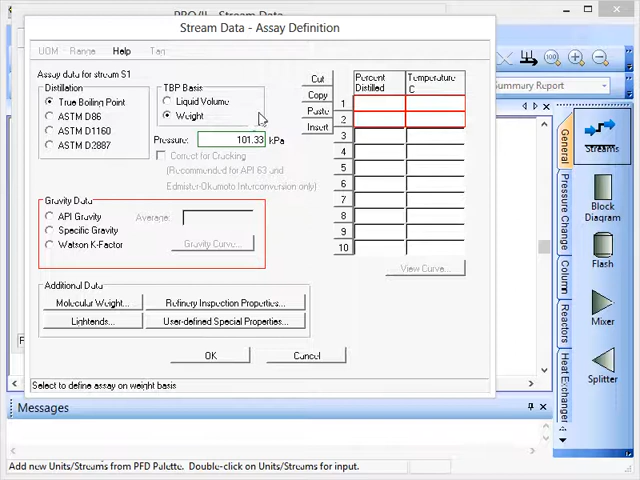 PRO/II - Stream Data
Stream Data - Assay Definition
UOM Range Help Tag
Assay data for stream S1
Distillation
True Boiling Point
ASTM D86
ASTM D1160
ASTM D2887
TBP Basis
Liquid Volume
Weight
Pressure: 101.33 kPa
Correct for Cracking
(Recommended for API 63 and
Edmister-Okamoto Interconversion only)
Gravity Data
API Gravity
Specific Gravity
Watson K-Factor
Average:
Gravity Curve...
Additional Data
Molecular Weight...
Refinery Inspection Properties...
Lightends...
User-defined Special Properties...
OK
Cancel
Cut
Copy
Paste
Insert
Percent
Distilled
Temperature
C
1
2
3
4
5
6
7
8
9
10
View Curve...
Select to define assay on weight basis
Summary Report
General
Pressure Change
Column
Reactors
Heat Exchanger
Streams
Block
Diagram
Flash
Mixer
Splitter
Messages
Add new Units/Streams from PFD Palette. Double-click on Units/Streams for input.